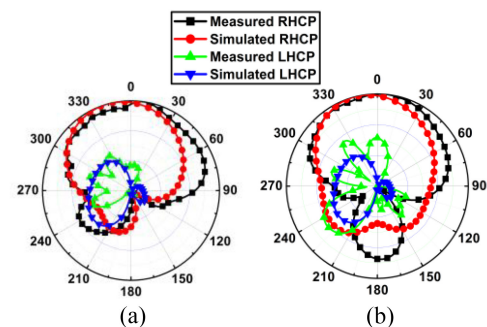 Measured RHCP
Simulated RHCP
Measured LHCP
Simulated LHCP
0
330 30
300 60
270 90
240 120
210 150
180
(a)
0
330 30
300 60
270 90
240 120
210 150
180
(b)